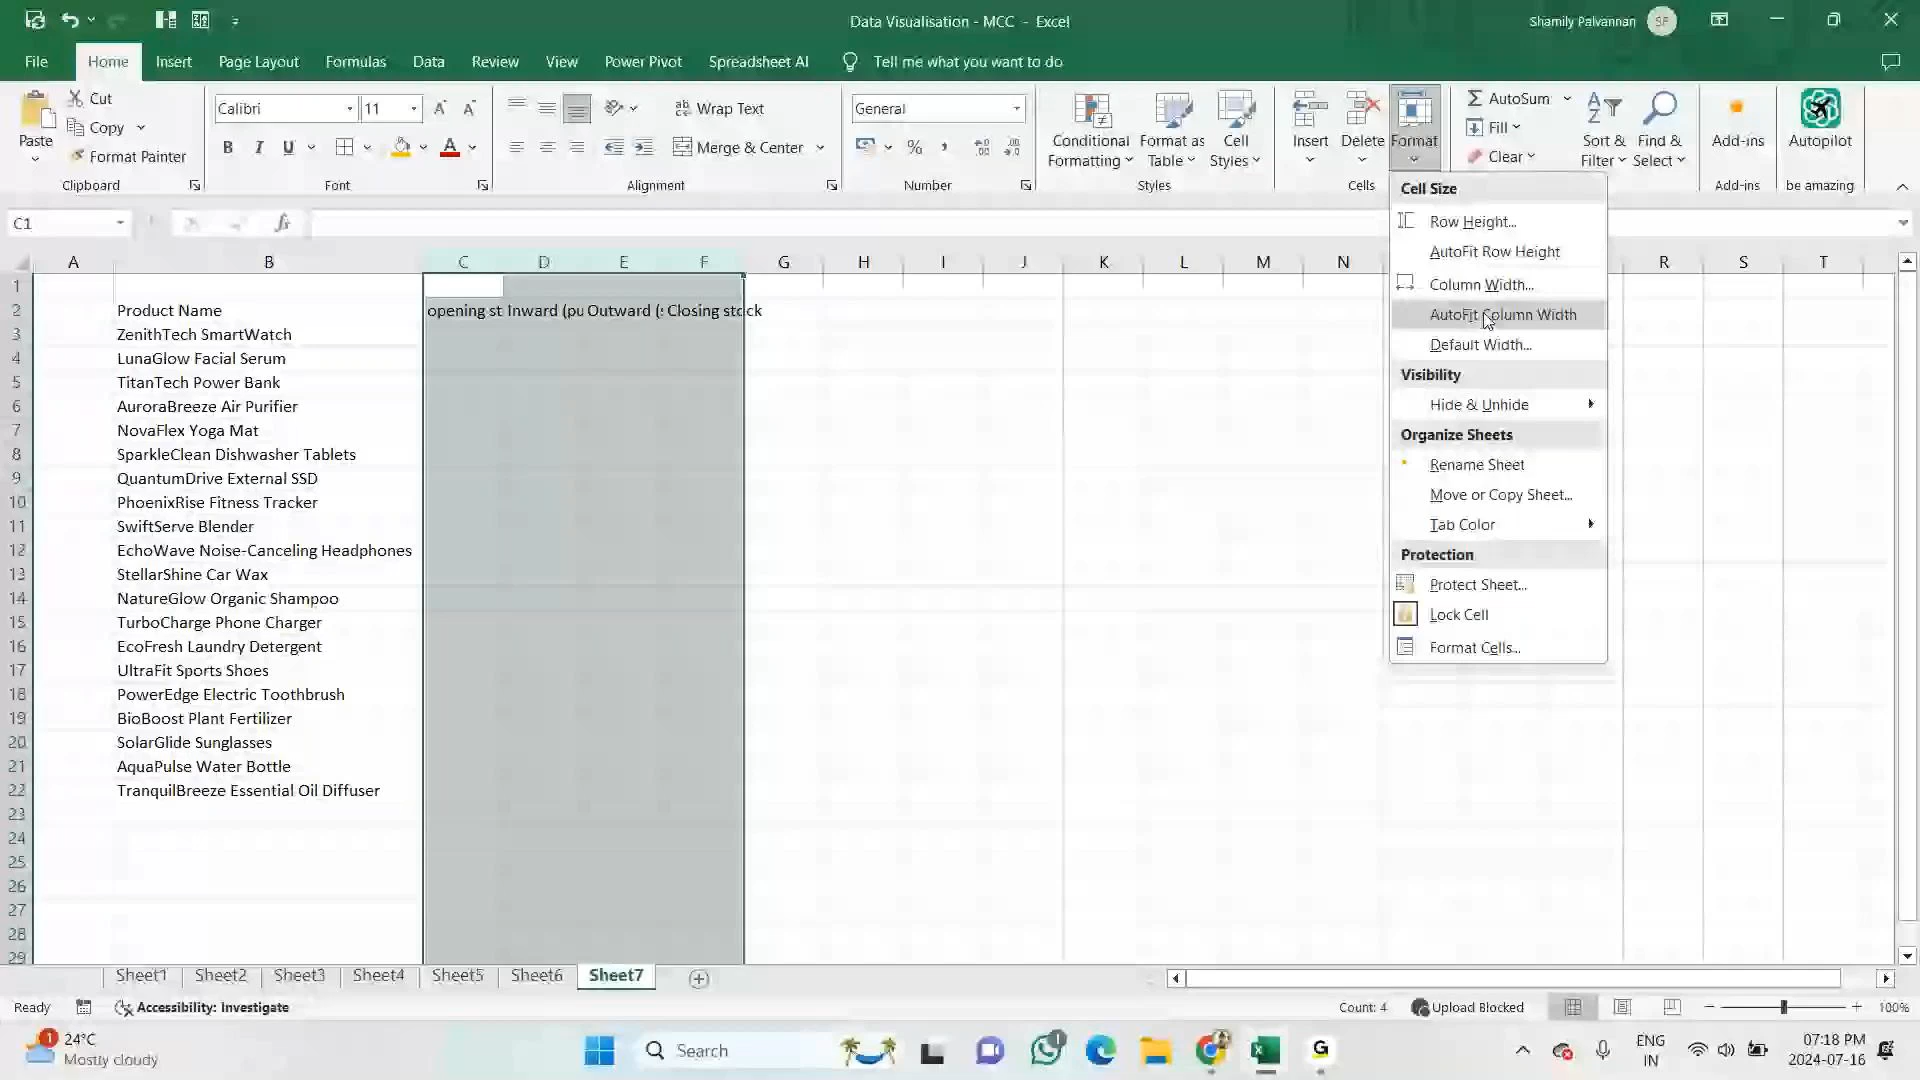 Data Visualisation - MCC - Excel
Shamily Palvannan
SF
File
Home
Insert
Page Layout
Formulas
Data
Review
View
Power Pivot
Spreadsheet AI
Tell me what you want to do
Paste
Cut
Copy
Format Painter
Clipboard
Calibri
11
B I U
Font
Wrap Text
Merge & Center
Alignment
General
%
Number
Conditional Formatting
Format as Table
Cell Styles
Styles
Insert
Delete
Format
Cells
AutoSum
Fill
Clear
Sort & Filter
Find & Select
Add-ins
Add-ins
Autopilot
be amazing
C1
fx
Cell Size
Row Height...
AutoFit Row Height
Column Width...
AutoFit Column Width
Default Width...
Visibility
Hide & Unhide
Organize Sheets
Rename Sheet
Move or Copy Sheet...
Tab Color
Protection
Protect Sheet...
Lock Cell
Format Cells...
A B C D E F G H I J K L M N R S T
1
2 Product Name opening st Inward (pu Outward (s Closing stock
3 ZenithTech SmartWatch
4 LunaGlow Facial Serum
5 TitanTech Power Bank
6 AuroraBreeze Air Purifier
7 NovaFlex Yoga Mat
8 SparkleClean Dishwasher Tablets
9 QuantumDrive External SSD
10 PhoenixRise Fitness Tracker
11 SwiftServe Blender
12 EchoWave Noise-Canceling Headphones
13 StellarShine Car Wax
14 NatureGlow Organic Shampoo
15 TurboCharge Phone Charger
16 EcoFresh Laundry Detergent
17 UltraFit Sports Shoes
18 PowerEdge Electric Toothbrush
19 BioBoost Plant Fertilizer
20 SolarGlide Sunglasses
21 AquaPulse Water Bottle
22 TranquilBreeze Essential Oil Diffuser
23
24
25
26
27
28
29
Sheet1 Sheet2 Sheet3 Sheet4 Sheet5 Sheet6 Sheet7
Ready
Accessibility: Investigate
Count: 4
Upload Blocked
100%
1
24°C
Mostly cloudy
Search
1
ENG
IN
07:18 PM
2024-07-16